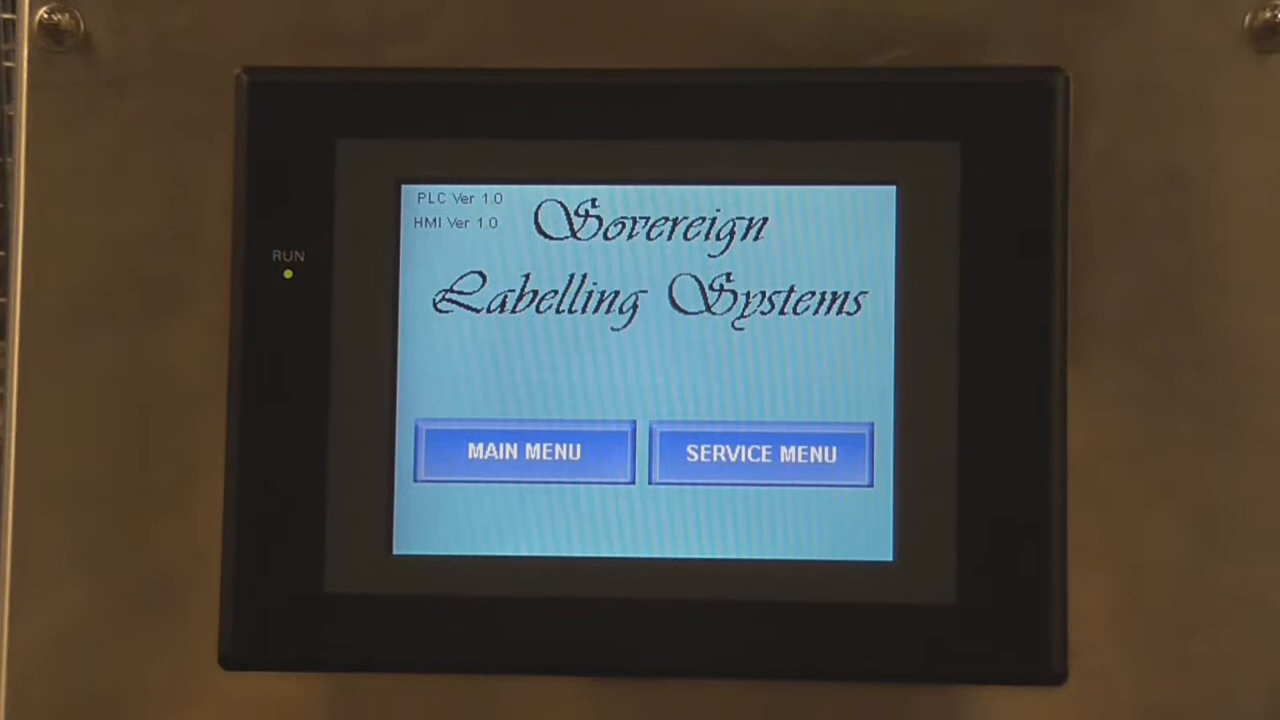 PLC Ver 1.0
HMI Ver 1.0
Sovereign
Labelling Systems
RUN
MAIN MENU
SERVICE MENU